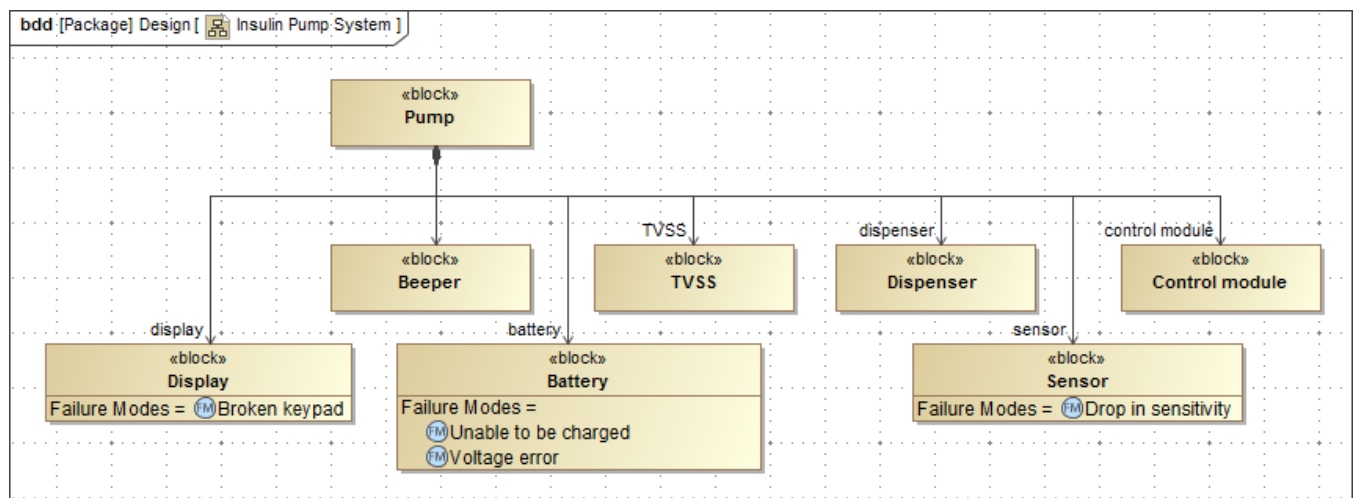 bdd [Package] Design [ Insulin Pump System ]
«block»
Pump
TVSS
dispenser
control module
«block»
Beeper
«block»
TVSS
«block»
Dispenser
«block»
Control module
display
battery
sensor
«block»
Display
Failure Modes = FM Broken keypad
«block»
Battery
Failure Modes =
FM Unable to be charged
FM Voltage error
«block»
Sensor
Failure Modes = FM Drop in sensitivity